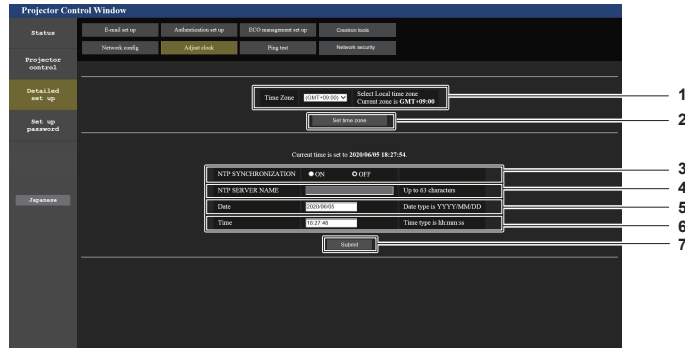 Projector Control Window
Status
Projector control
Detailed set up
Set up password
Japanese
E-mail set up
Authentication set up
ECO management set up
Crestron tools
Network config
Adjust clock
Ping test
Network security
Time Zone (GMT+09:00) Select Local time zone
Current zone is GMT+09:00
1
Set time zone
2
Current time is set to 2020/06/05 18:27:54.
NTP SYNCHRONIZATION ON OFF
3
NTP SERVER NAME Up to 63 characters
4
Date 2020/06/05 Date type is YYYY/MM/DD
5
Time 18:27:48 Time type is hh:mm:ss
6
Submit
7